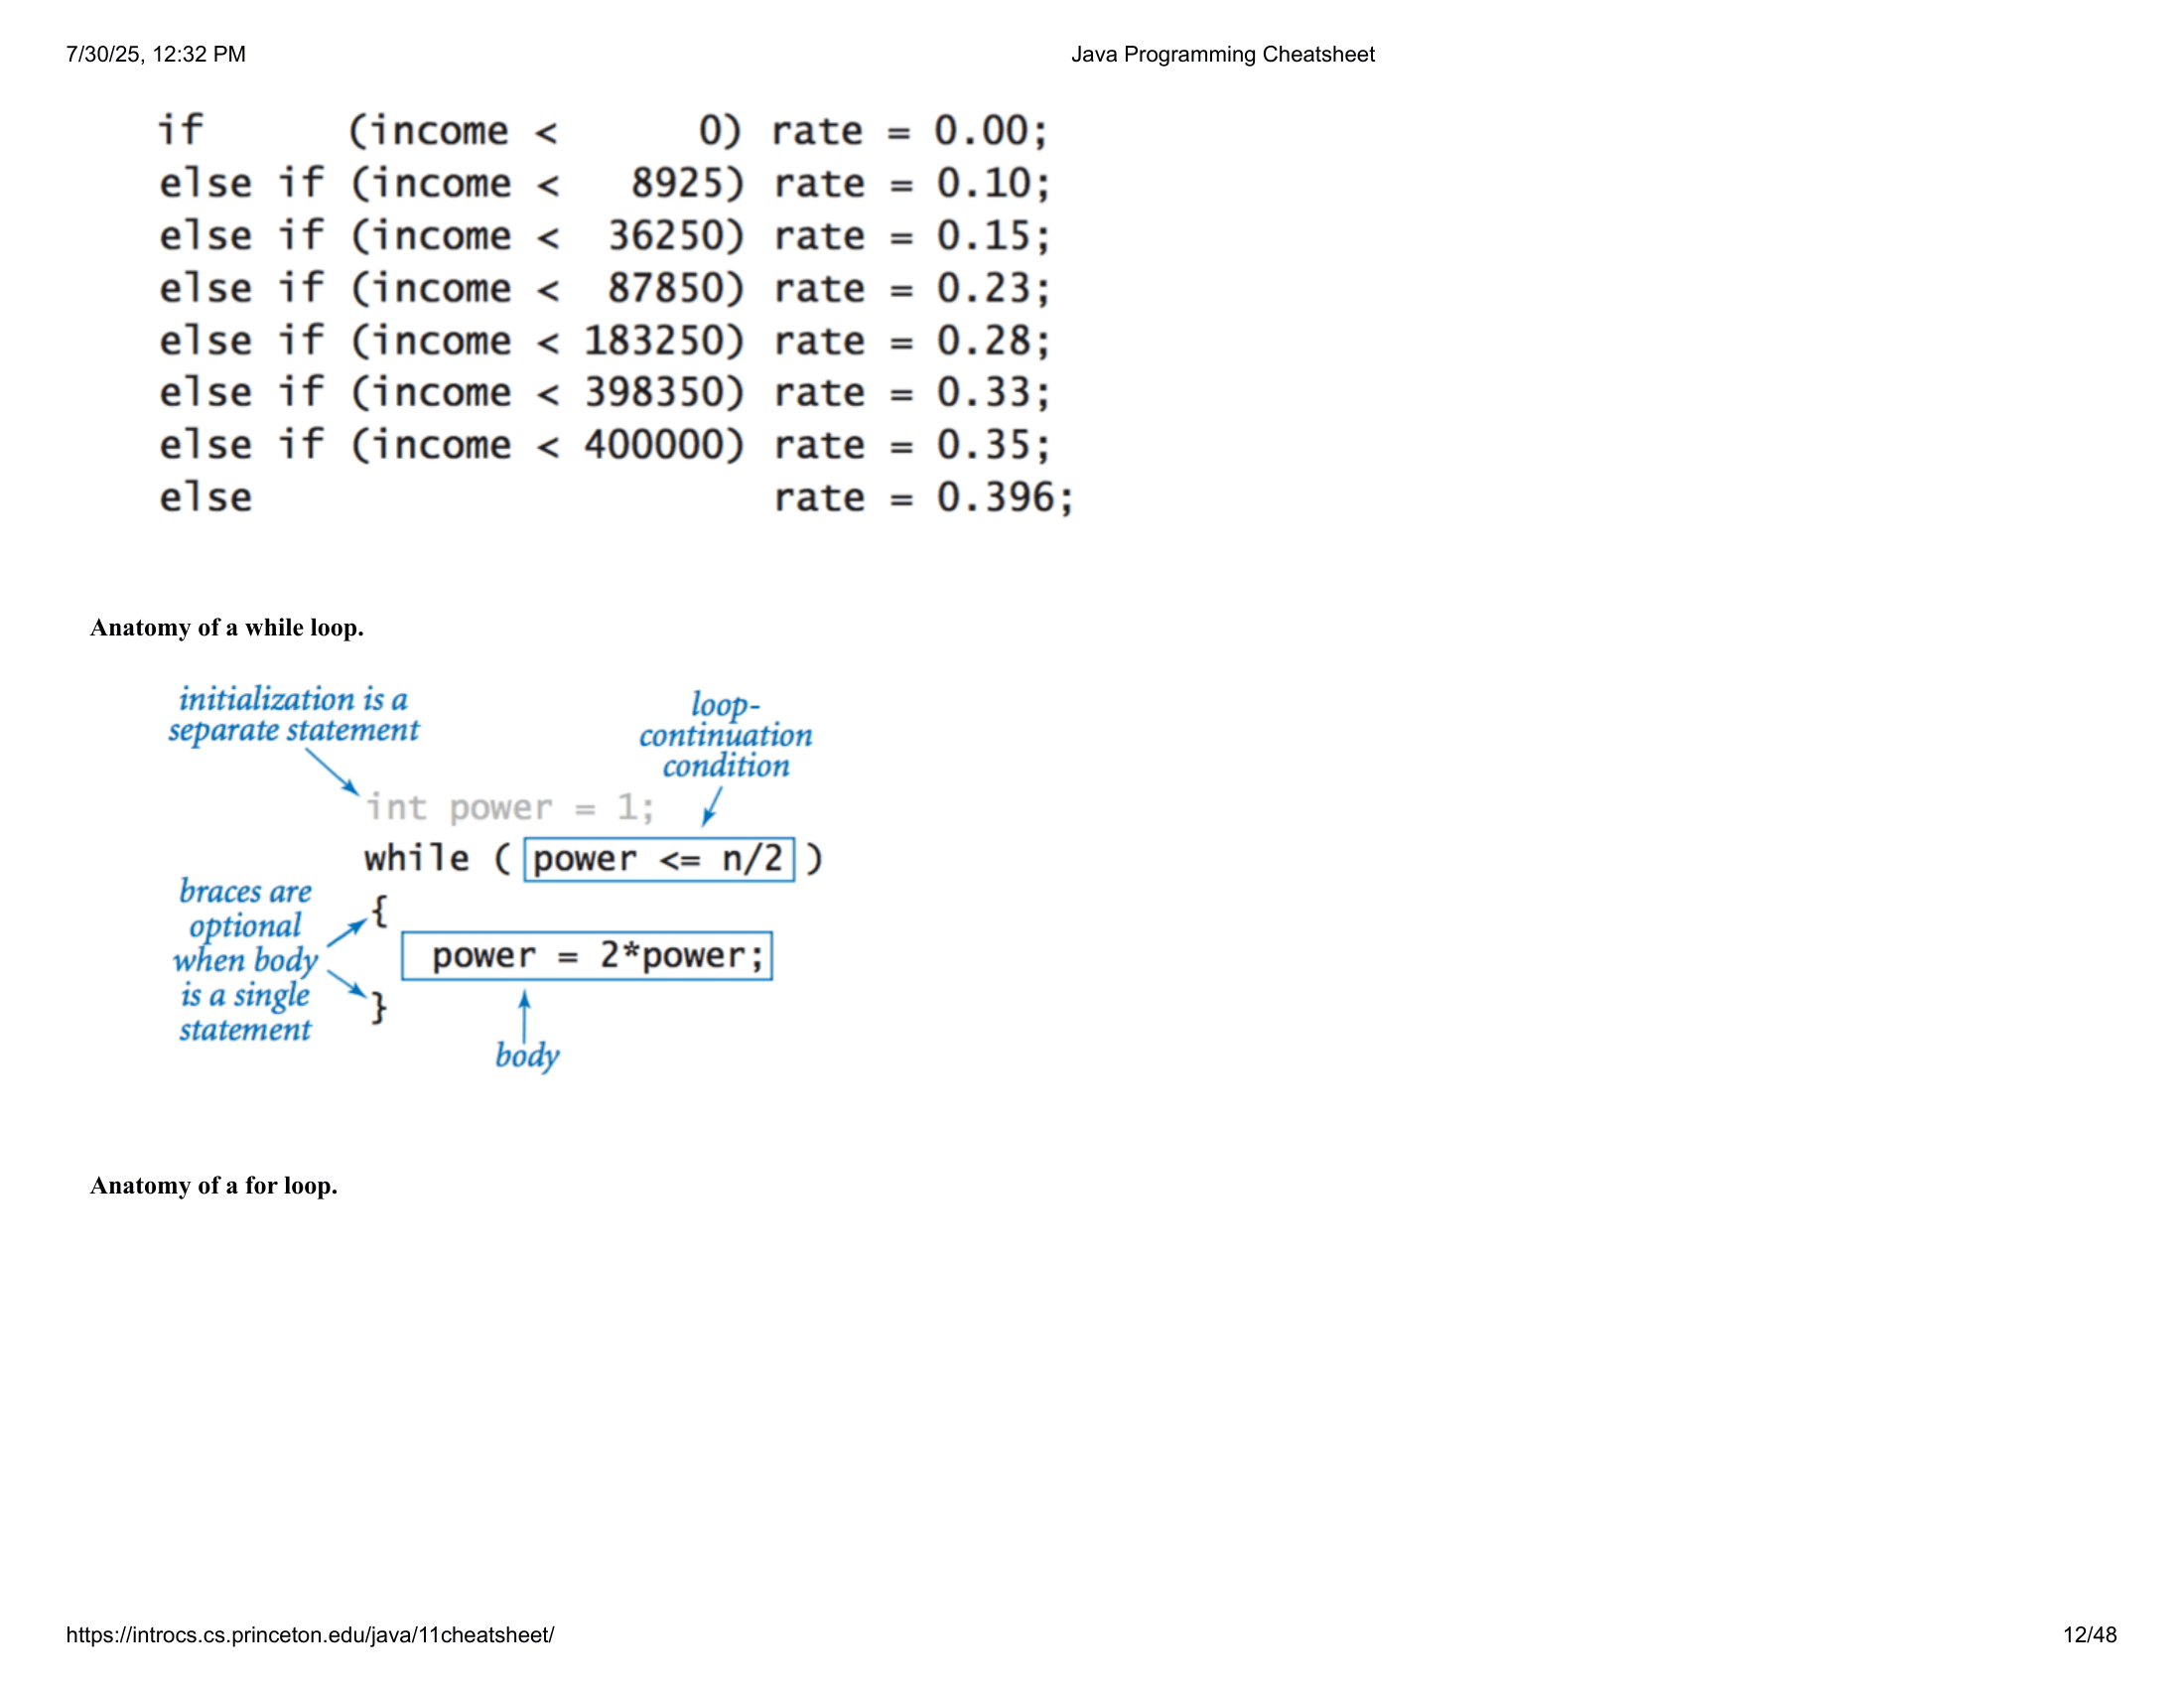 7/30/25, 12:32 PM Java Programming Cheatsheet
if      (income <      0) rate = 0.00;
else if (income <   8925) rate = 0.10;
else if (income <  36250) rate = 0.15;
else if (income <  87850) rate = 0.23;
else if (income < 183250) rate = 0.28;
else if (income < 398350) rate = 0.33;
else if (income < 400000) rate = 0.35;
else                      rate = 0.396;
Anatomy of a while loop.
initialization is a
separate statement
loop-
continuation
condition
int power = 1;
while ( power <= n/2 )
{
power = 2*power;
}
braces are
optional
when body
is a single
statement
body
Anatomy of a for loop.
https://introcs.cs.princeton.edu/java/11cheatsheet/ 12/48